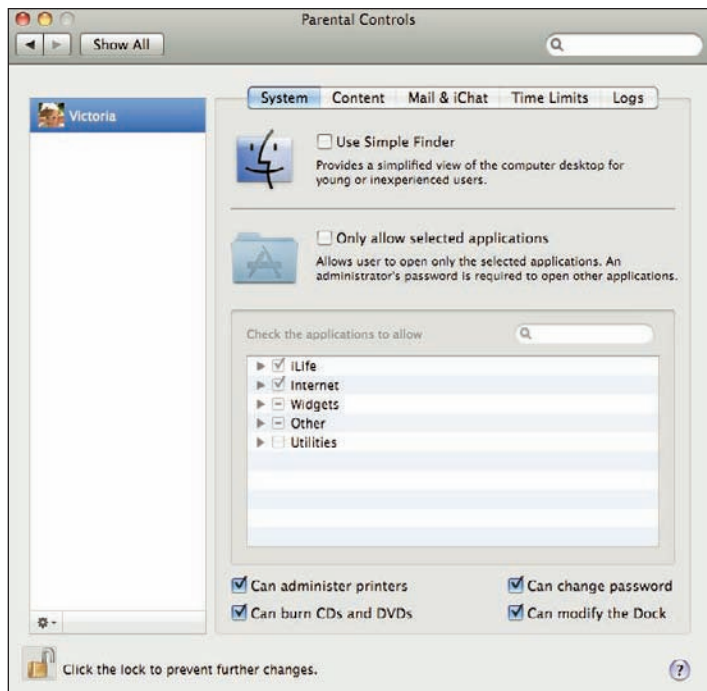 Parental Controls
Show All
Victoria
System Content Mail & iChat Time Limits Logs
Use Simple Finder
Provides a simplified view of the computer desktop for
young or inexperienced users.
Only allow selected applications
Allows user to open only the selected applications. An
administrator's password is required to open other applications.
Check the applications to allow
iLife
Internet
Widgets
Other
Utilities
Can administer printers
Can change password
Can burn CDs and DVDs
Can modify the Dock
Click the lock to prevent further changes.
?